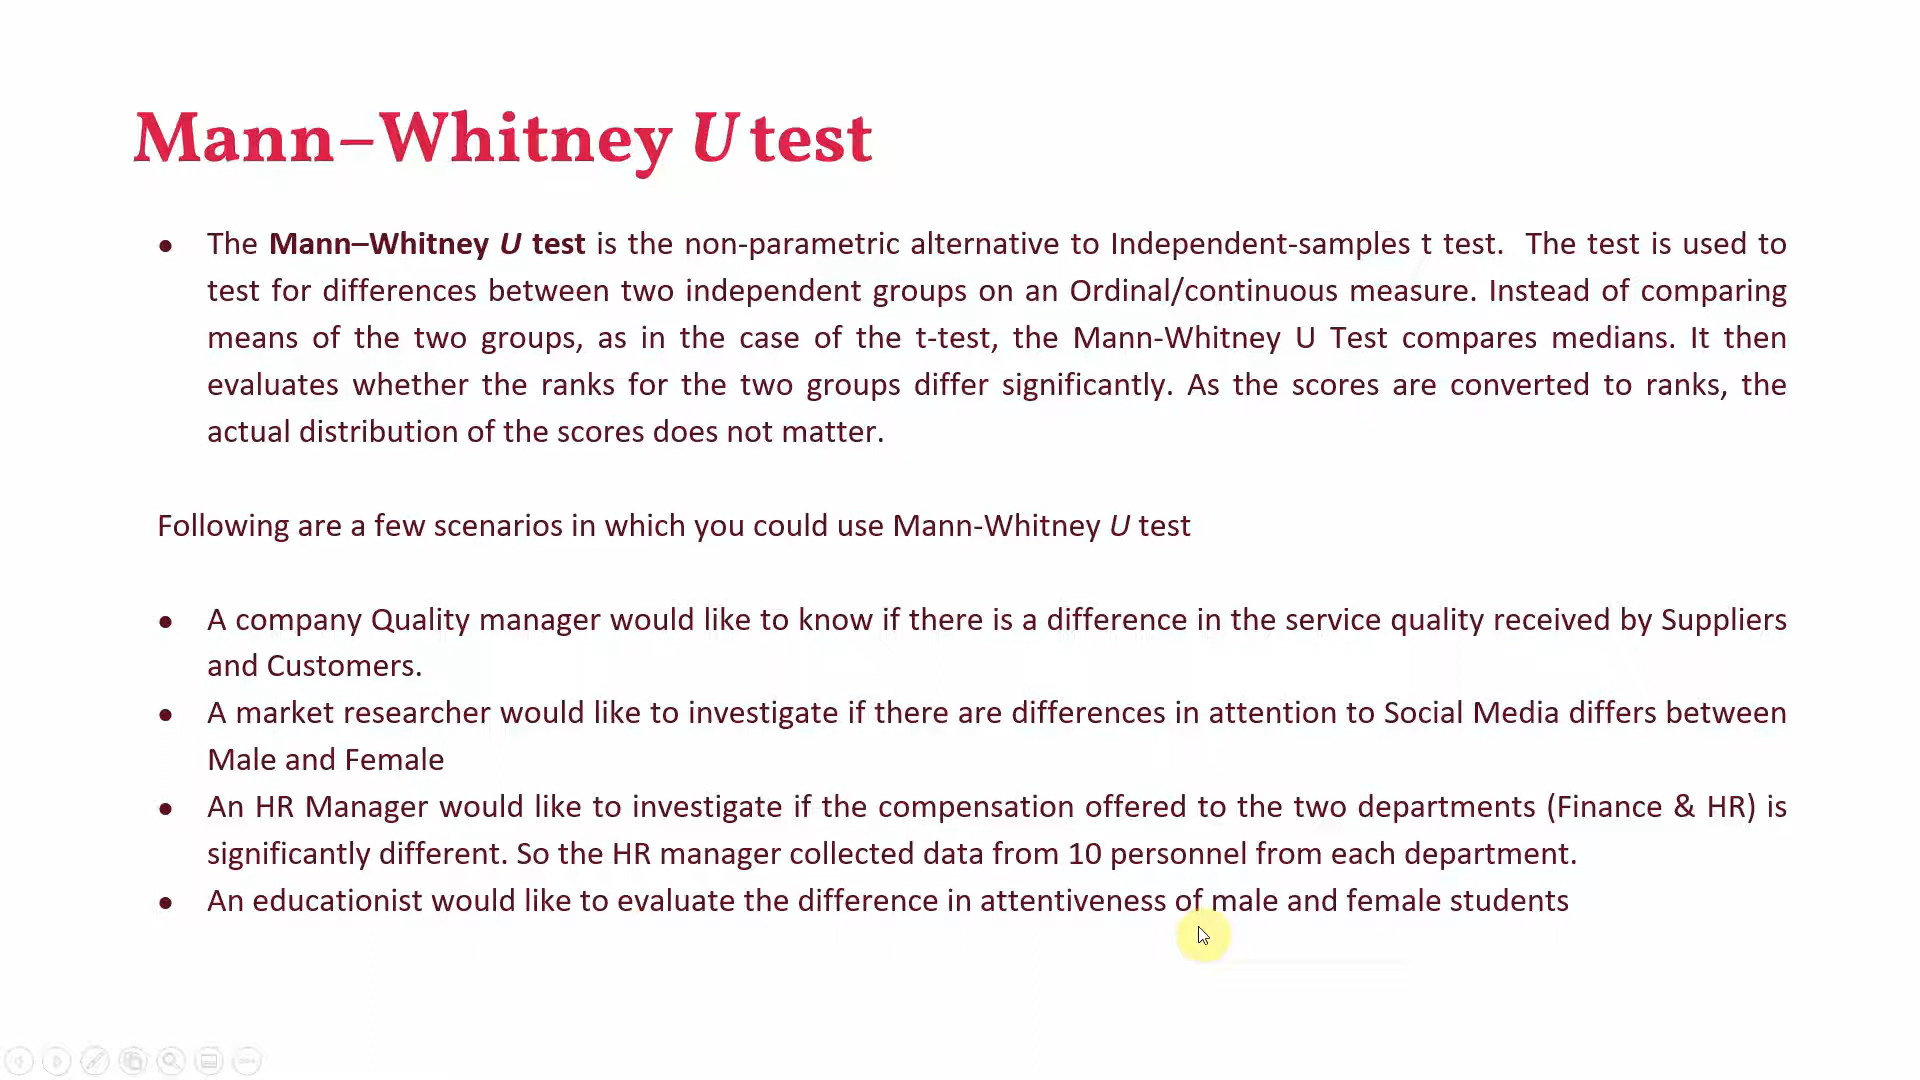 Mann–Whitney U test
• The Mann–Whitney U test is the non-parametric alternative to Independent-samples t test. The test is used to
test for differences between two independent groups on an Ordinal/continuous measure. Instead of comparing
means of the two groups, as in the case of the t-test, the Mann-Whitney U Test compares medians. It then
evaluates whether the ranks for the two groups differ significantly. As the scores are converted to ranks, the
actual distribution of the scores does not matter.
Following are a few scenarios in which you could use Mann-Whitney U test
• A company Quality manager would like to know if there is a difference in the service quality received by Suppliers
and Customers.
• A market researcher would like to investigate if there are differences in attention to Social Media differs between
Male and Female
• An HR Manager would like to investigate if the compensation offered to the two departments (Finance & HR) is
significantly different. So the HR manager collected data from 10 personnel from each department.
• An educationist would like to evaluate the difference in attentiveness of male and female students